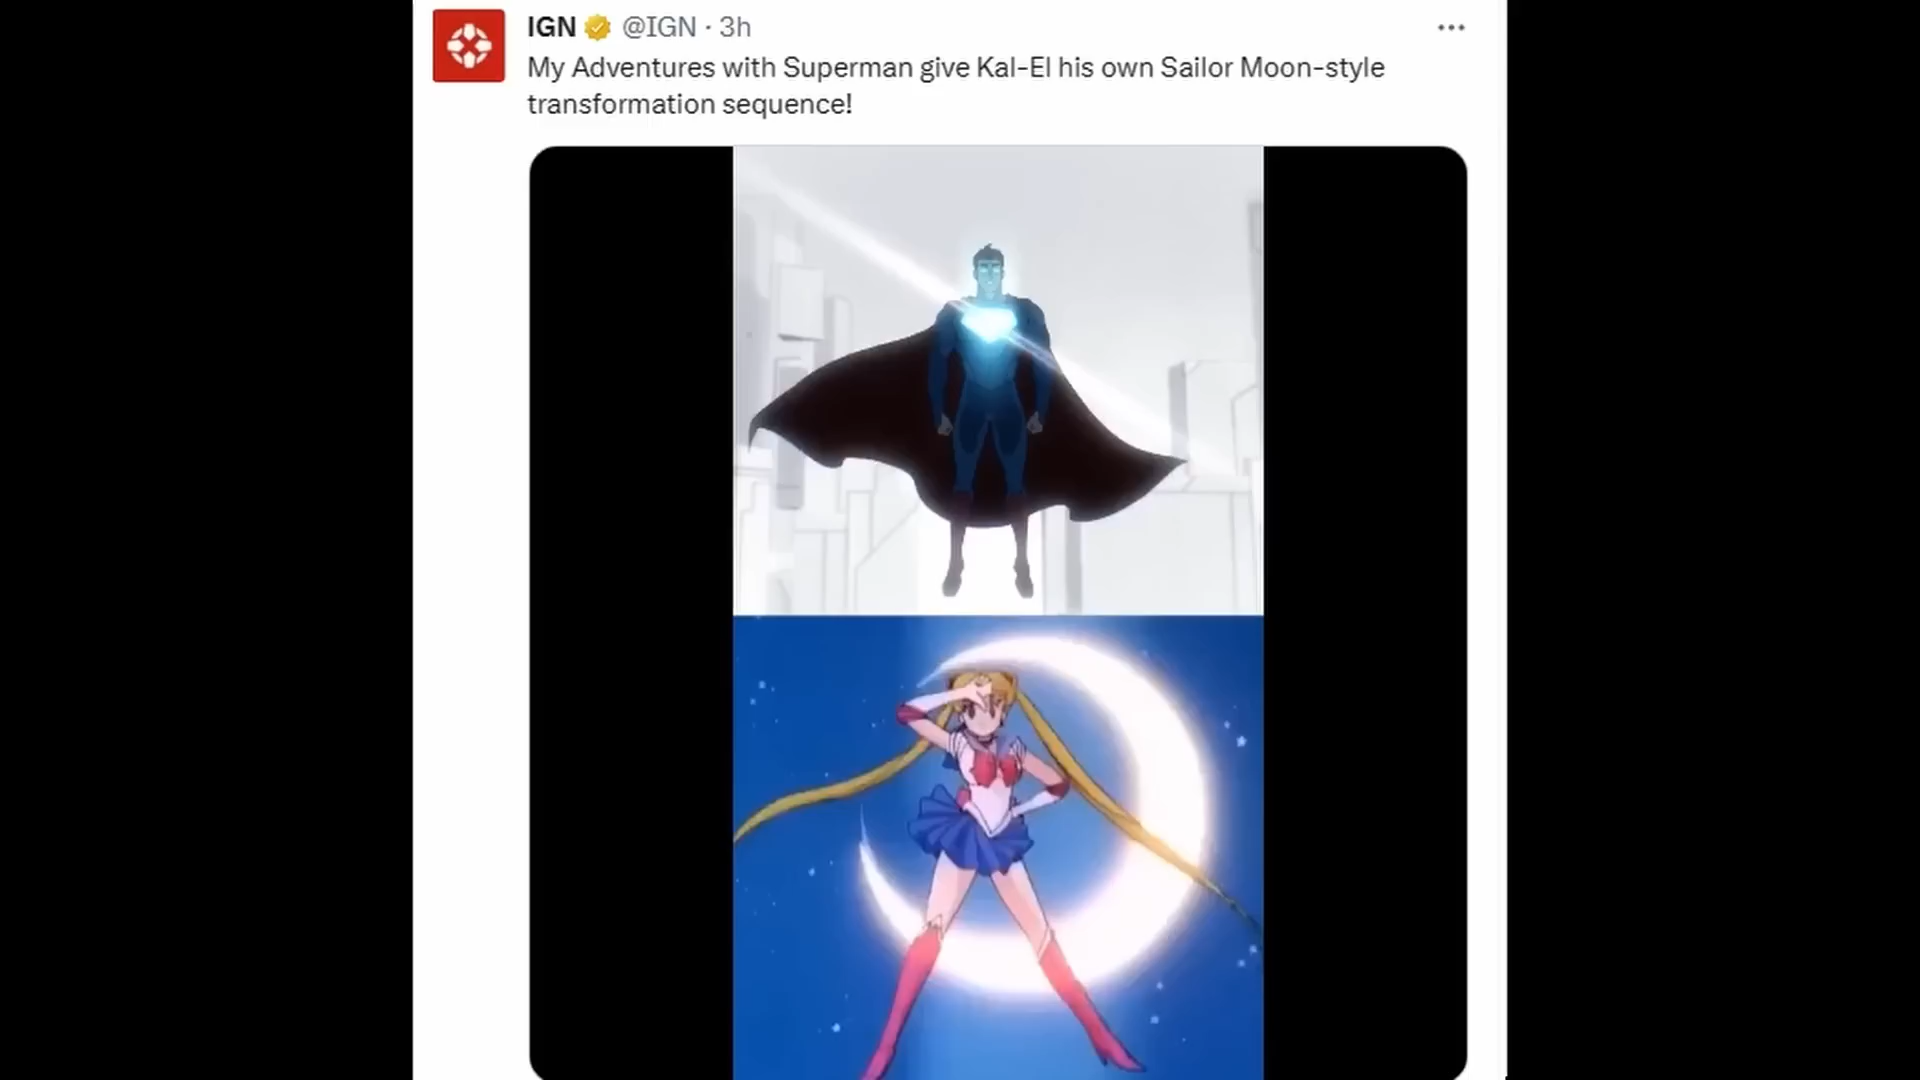 IGN @IGN · 3h
My Adventures with Superman give Kal-El his own Sailor Moon-style
transformation sequence!